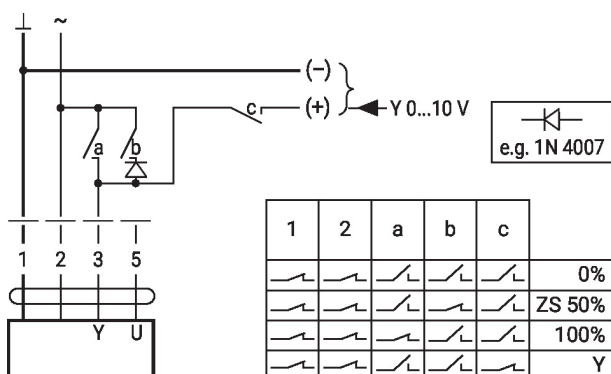 ⊥ ~
(–)
c (+) Y 0...10 V
a b
e.g. 1N 4007
1 2 3 5
Y U
1 2 a b c
0%
ZS 50%
100%
Y